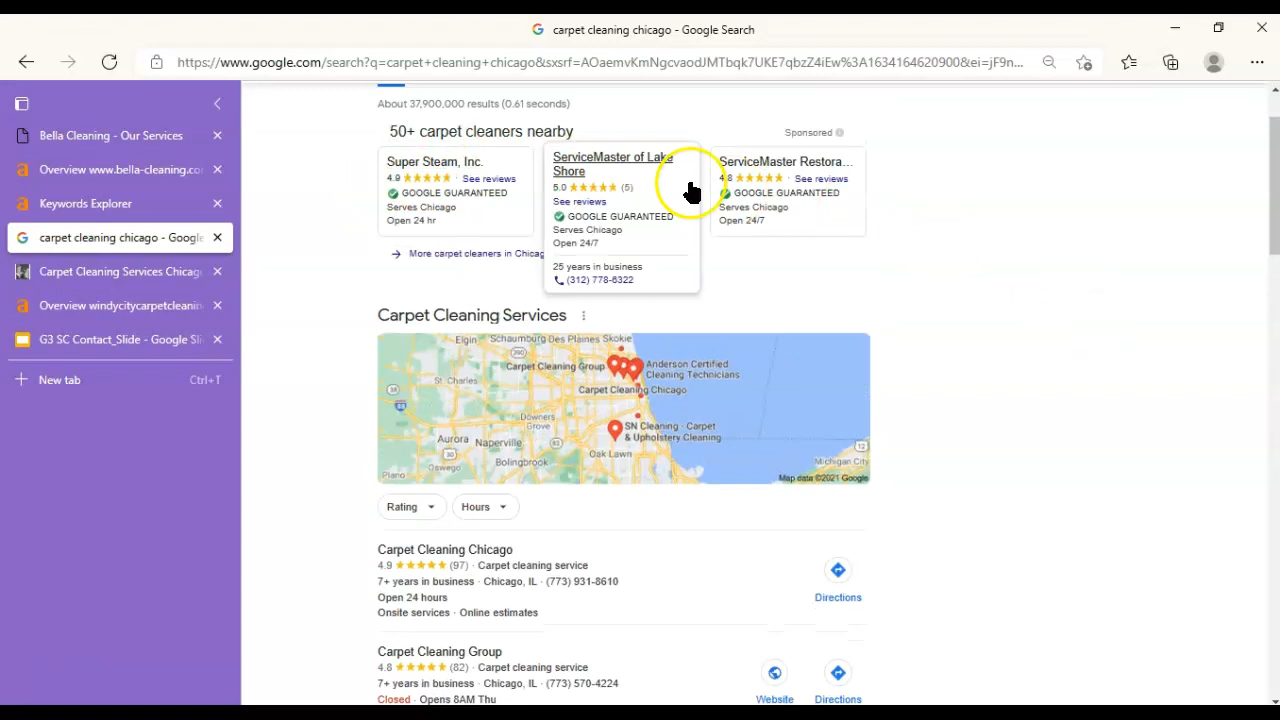 carpet cleaning chicago - Google Search
https://www.google.com/search?q=carpet+cleaning+chicago&sxsrf=AOaemvKmNgcvaodJMTbqk7UKE7qbzZ4iEw%3A1634164620900&ei=jF9n...
Bella Cleaning - Our Services
Overview www.bella-cleaning.co
Keywords Explorer
carpet cleaning chicago - Google
Carpet Cleaning Services Chicag
Overview windycitycarpetcleanin
G3 SC Contact_Slide - Google Sli
New tab
Ctrl+T
About 37,900,000 results (0.61 seconds)
50+ carpet cleaners nearby
Sponsored
Super Steam, Inc.
4.9
See reviews
GOOGLE GUARANTEED
Serves Chicago
Open 24 hr
ServiceMaster of Lake
Shore
5.0
(5)
See reviews
GOOGLE GUARANTEED
Serves Chicago
Open 24/7
25 years in business
(312) 778-6322
ServiceMaster Restora...
4.8
See reviews
GOOGLE GUARANTEED
Serves Chicago
Open 24/7
More carpet cleaners in Chicag
Carpet Cleaning Services
Elgin
Schaumburg Des Plaines Skokie
290
Carpet Cleaning Group
Anderson Certified
Cleaning Technicians
St. Charles
Carpet Cleaning Chicago
38
88
Downers
Grove
SN Cleaning - Carpet
& Upholstery Cleaning
Aurora
Naperville
83
Oak Lawn
30
Bolingbrook
Oswego
12
Michigan City
Plano
Map data ©2021 Google
Rating
Hours
Carpet Cleaning Chicago
4.9 (97) · Carpet cleaning service
7+ years in business · Chicago, IL · (773) 931-8610
Open 24 hours
Onsite services · Online estimates
Directions
Carpet Cleaning Group
4.8 (82) · Carpet cleaning service
7+ years in business · Chicago, IL · (773) 570-4224
Closed · Opens 8AM Thu
Website
Directions